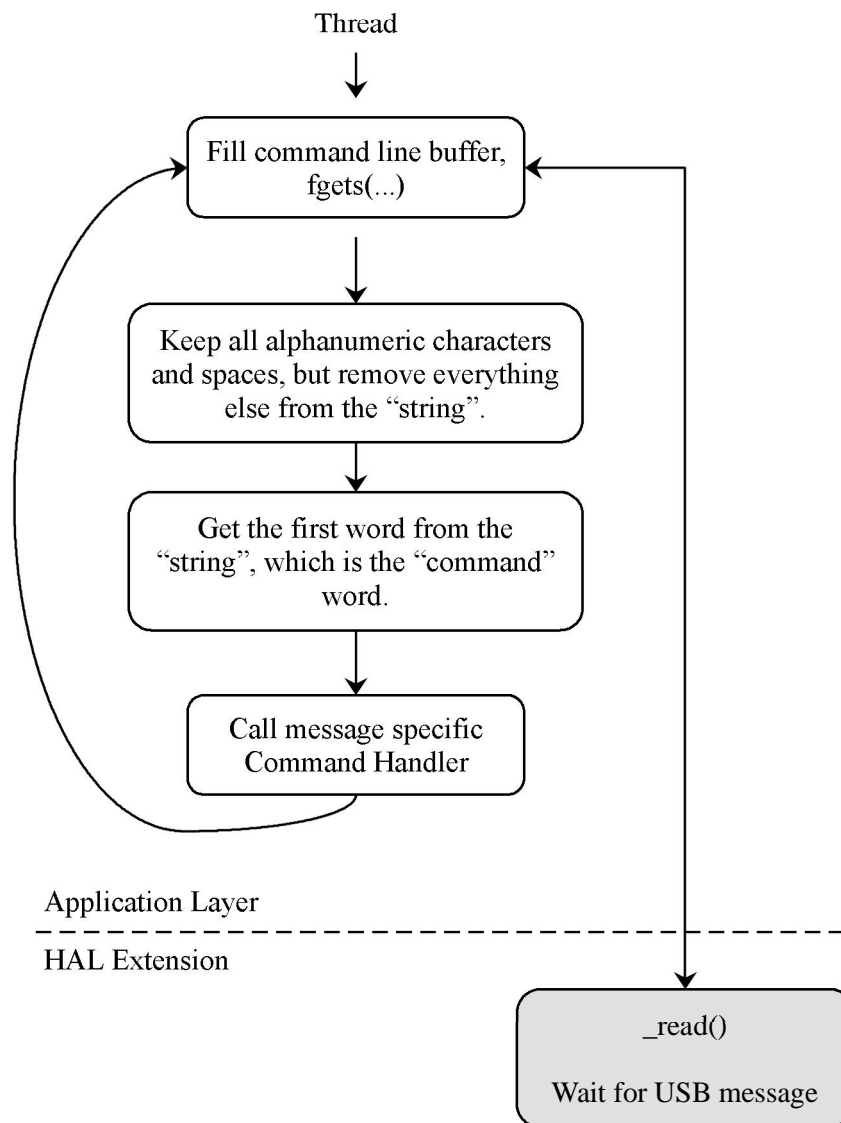 Thread
Fill command line buffer,
fgets(...)
Keep all alphanumeric characters
and spaces, but remove everything
else from the “string”.
Get the first word from the
“string”, which is the “command”
word.
Call message specific
Command Handler
Application Layer
HAL Extension
_read()
Wait for USB message